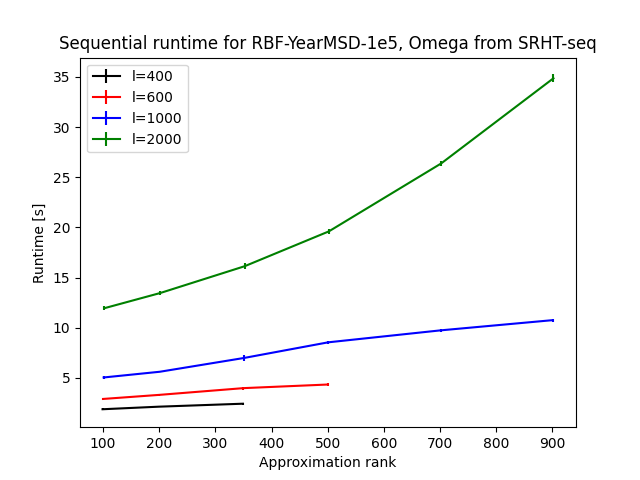 Sequential runtime for RBF-YearMSD-1e5, Omega from SRHT-seq
l=400
l=600
l=1000
l=2000
Runtime [s]
35
30
25
20
15
10
5
100 200 300 400 500 600 700 800 900
Approximation rank